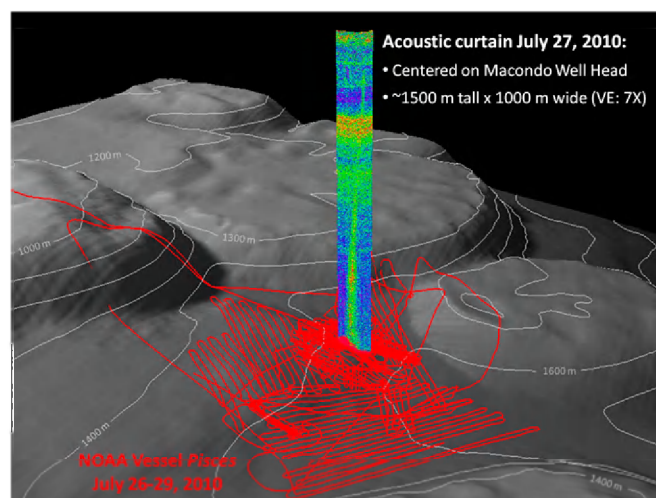 Acoustic curtain July 27, 2010:
• Centered on Macondo Well Head
• ~1500 m tall x 1000 m wide (VE: 7X)
1200 m
1300 m
1000 m
1600 m
1400 m
1400 m
NOAA Vessel Pisces
July 26-29, 2010